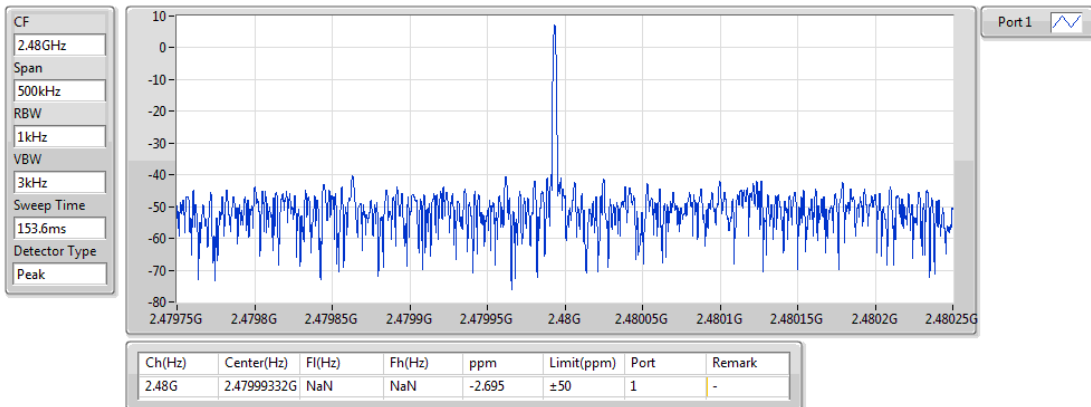 CF
2.48GHz
Span
500kHz
RBW
1kHz
VBW
3kHz
Sweep Time
153.6ms
Detector Type
Peak
10
0
-10
-20
-30
-40
-50
-60
-70
-80
2.47975G 2.4798G 2.47985G 2.4799G 2.47995G 2.48G 2.48005G 2.4801G 2.48015G 2.4802G 2.48025G
Port 1
Ch(Hz) Center(Hz) Fl(Hz) Fh(Hz) ppm Limit(ppm) Port Remark
2.48G 2.47999332G NaN NaN -2.695 ±50 1 -